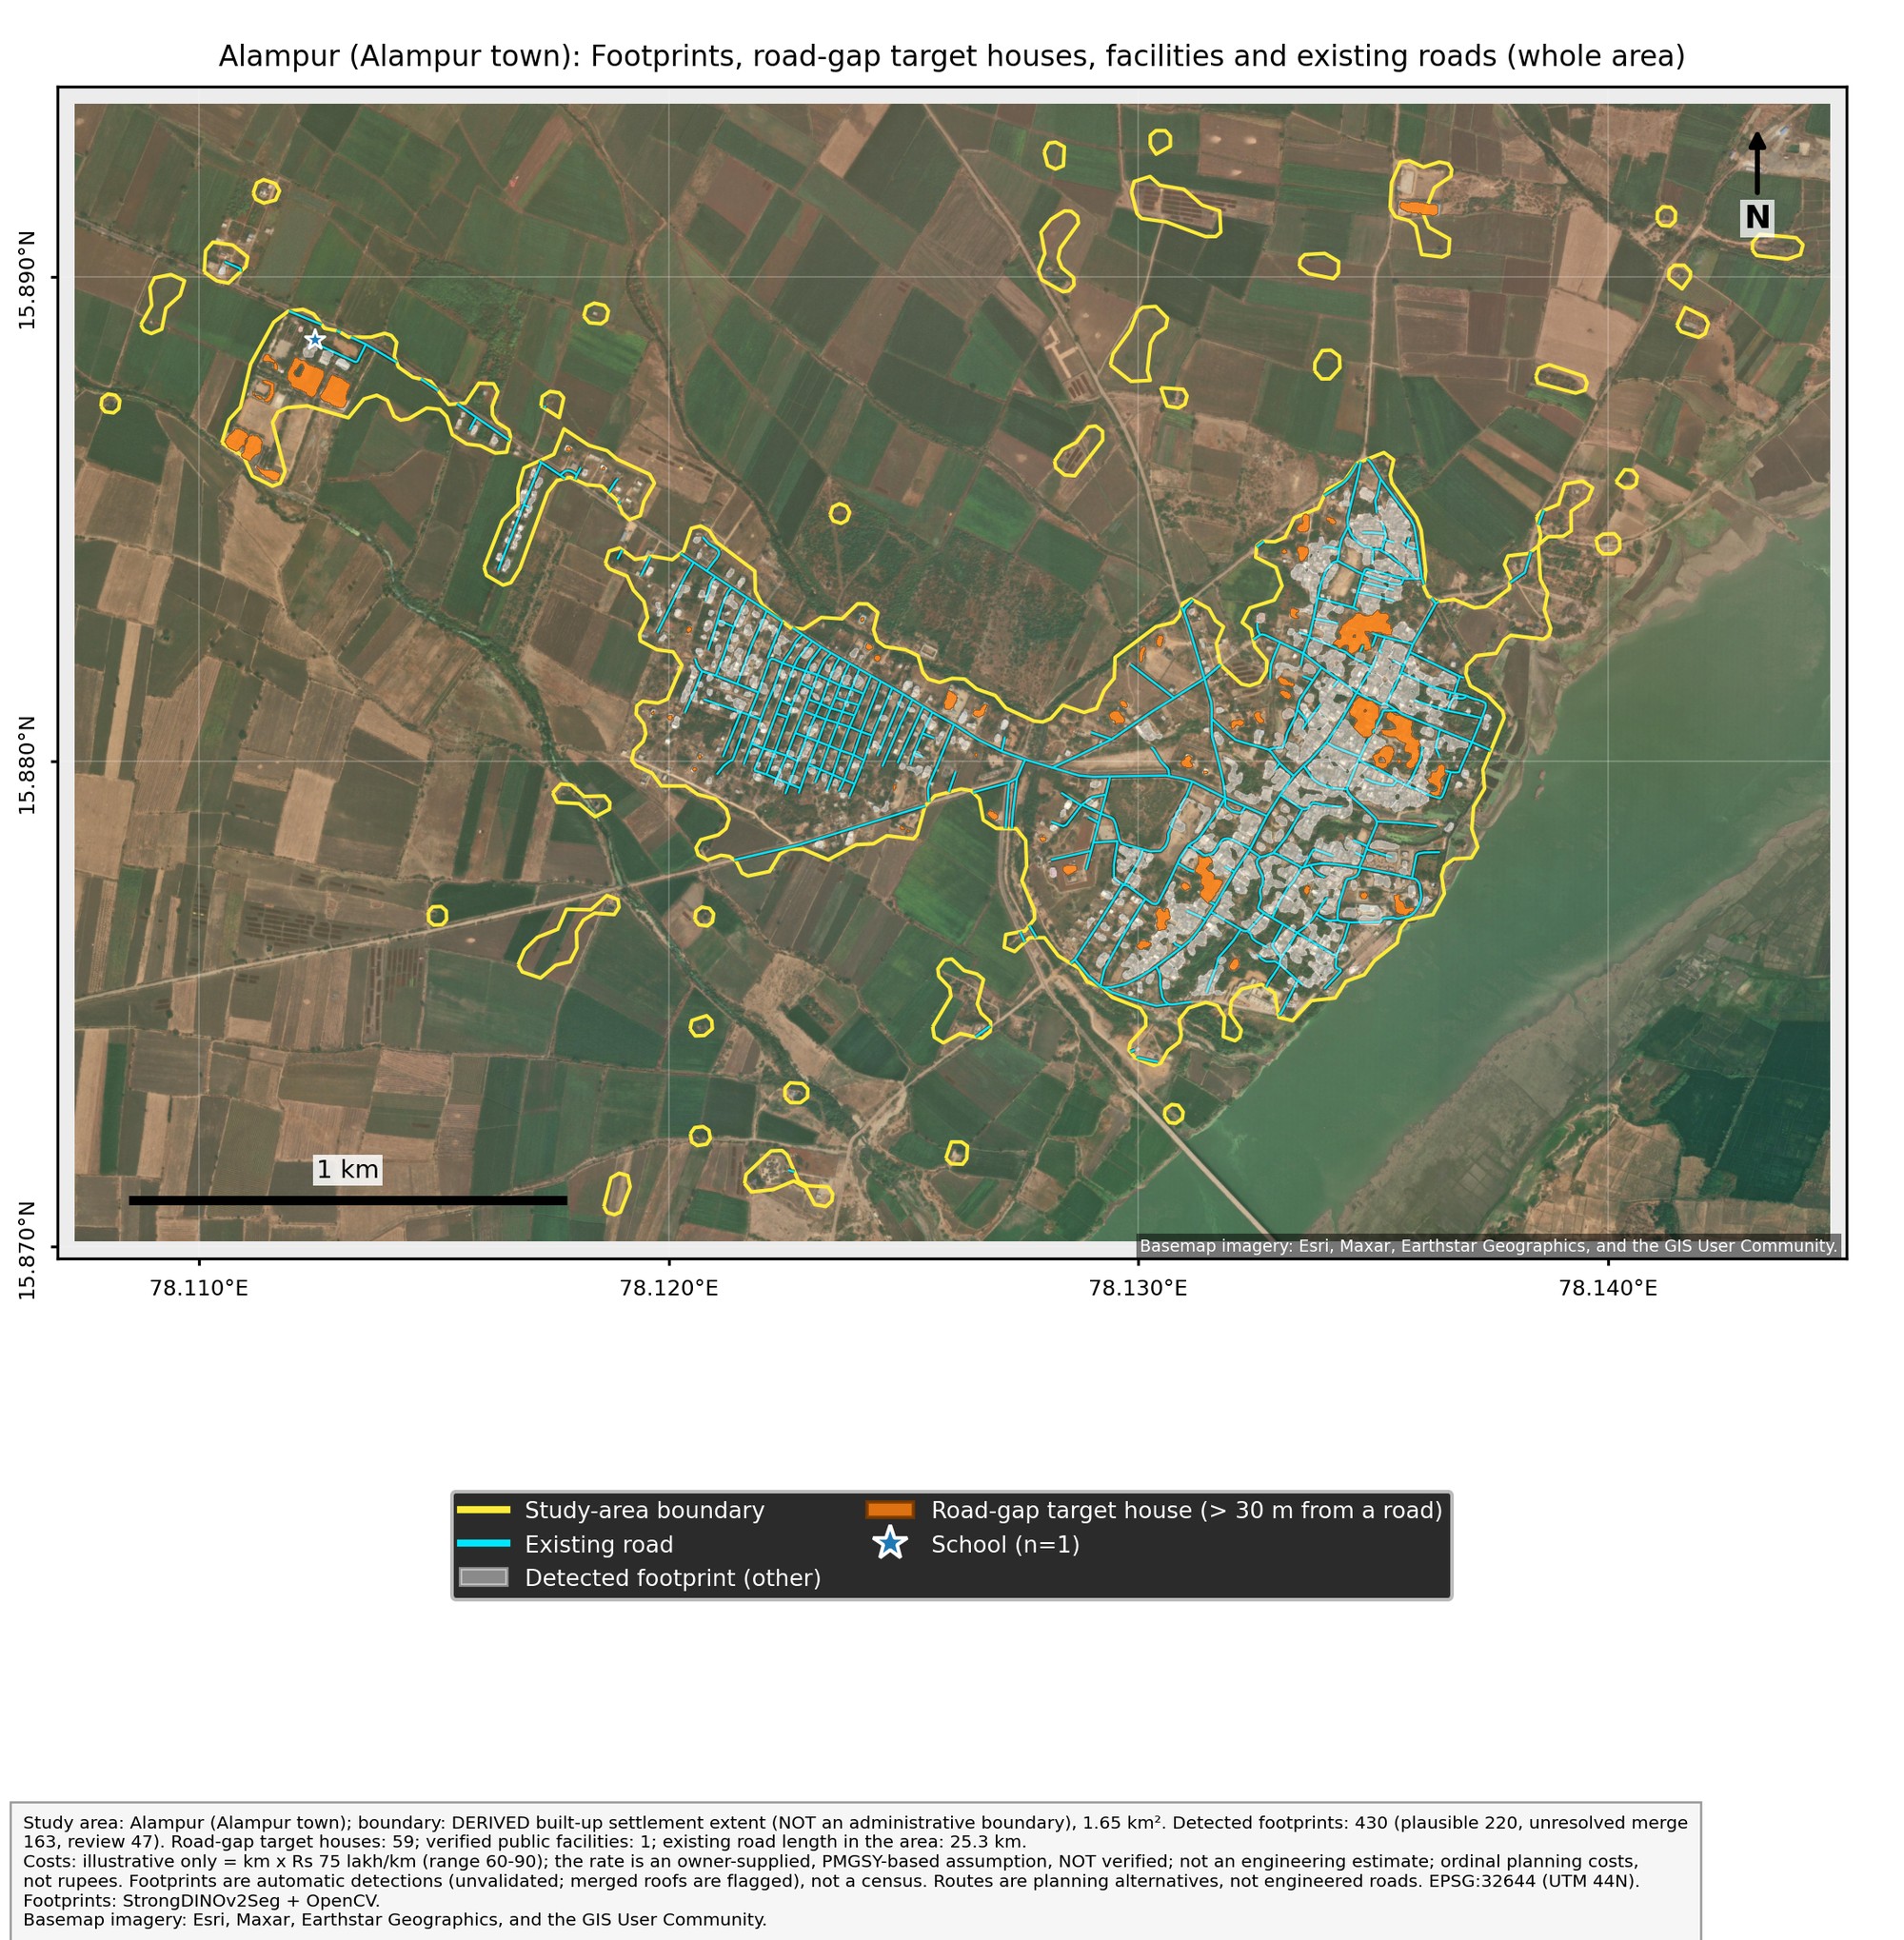 Alampur (Alampur town): Footprints, road-gap target houses, facilities and existing roads (whole area)
N
15.890°N
15.880°N
15.870°N
1 km
Basemap imagery: Esri, Maxar, Earthstar Geographics, and the GIS User Community.
78.110°E 78.120°E 78.130°E 78.140°E
Study-area boundary
Existing road
Detected footprint (other)
Road-gap target house (> 30 m from a road)
School (n=1)
Study area: Alampur (Alampur town); boundary: DERIVED built-up settlement extent (NOT an administrative boundary), 1.65 km². Detected footprints: 430 (plausible 220, unresolved merge
163, review 47). Road-gap target houses: 59; verified public facilities: 1; existing road length in the area: 25.3 km.
Costs: illustrative only = km x Rs 75 lakh/km (range 60-90); the rate is an owner-supplied, PMGSY-based assumption, NOT verified; not an engineering estimate; ordinal planning costs,
not rupees. Footprints are automatic detections (unvalidated; merged roofs are flagged), not a census. Routes are planning alternatives, not engineered roads. EPSG:32644 (UTM 44N).
Footprints: StrongDINOv2Seg + OpenCV.
Basemap imagery: Esri, Maxar, Earthstar Geographics, and the GIS User Community.